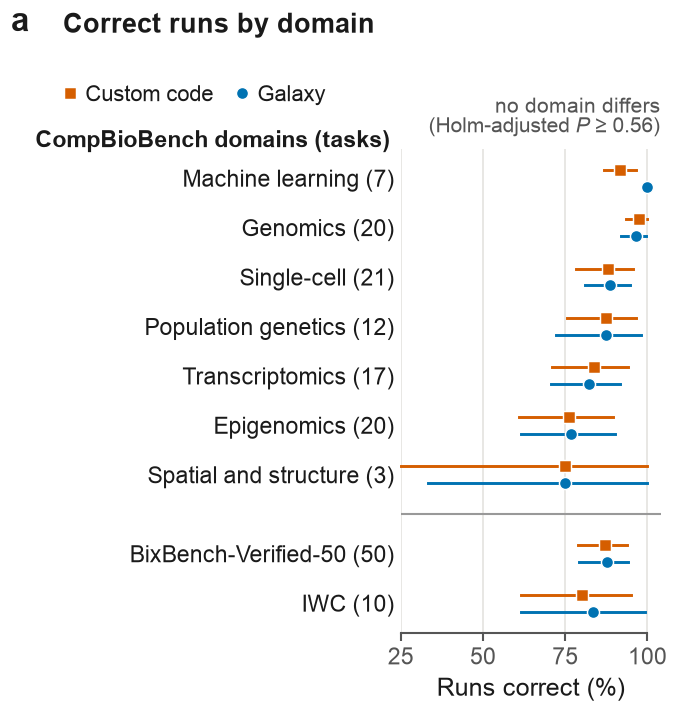 a Correct runs by domain
Custom code Galaxy
no domain differs
(Holm-adjusted P ≥ 0.56)
CompBioBench domains (tasks)
Machine learning (7)
Genomics (20)
Single-cell (21)
Population genetics (12)
Transcriptomics (17)
Epigenomics (20)
Spatial and structure (3)
BixBench-Verified-50 (50)
IWC (10)
25 50 75 100
Runs correct (%)